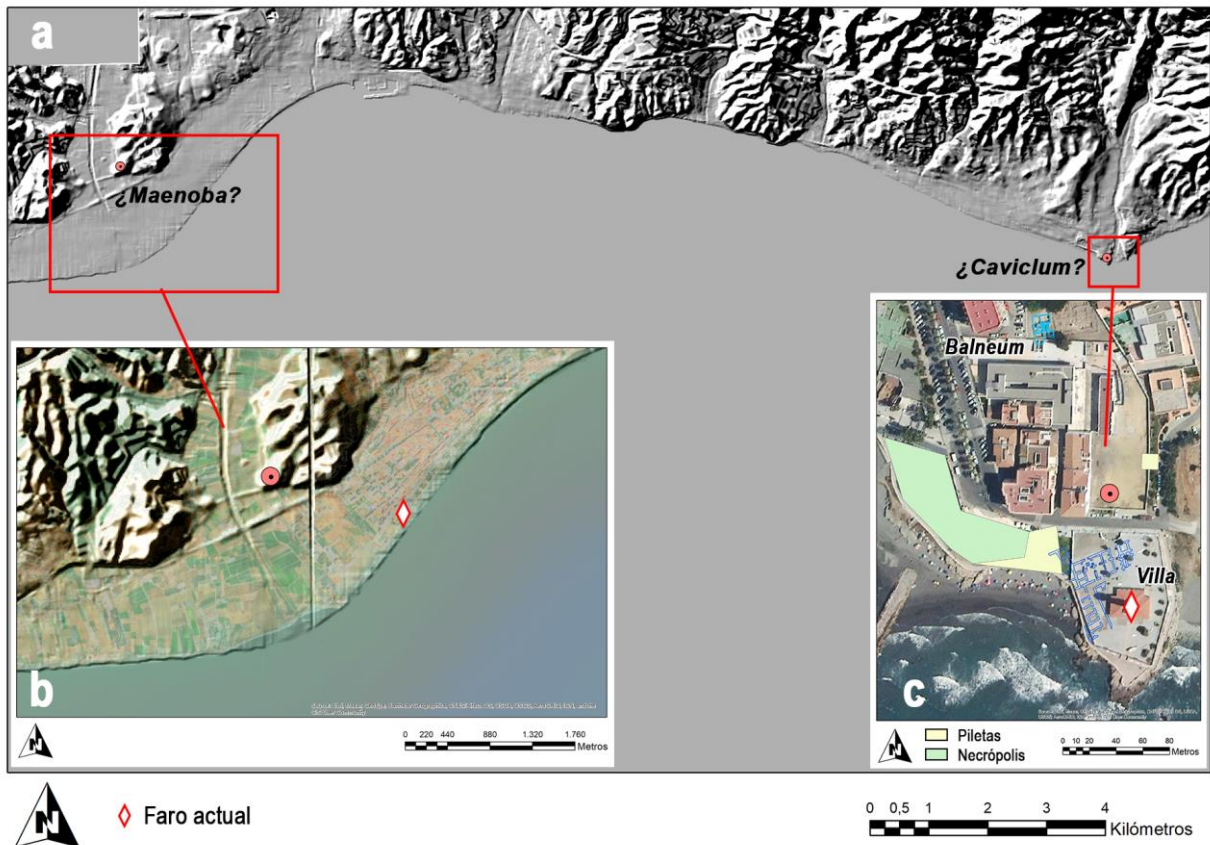 a
¿Maenoba?
¿Caviclum?
Balneum
Villa
b
0 220 440 880 1.320 1.760
Metros
c
N
Piletas
Necrópolis
0 10 20 40 60 80
Metros
N
Faro actual
0 0,5 1 2 3 4
Kilómetros